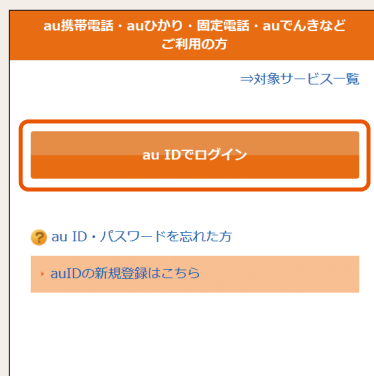 au携帯電話・auひかり・固定電話・auでんきなど
ご利用の方
⇒対象サービス一覧
au IDでログイン
? au ID・パスワードを忘れた方
auIDの新規登録はこちら